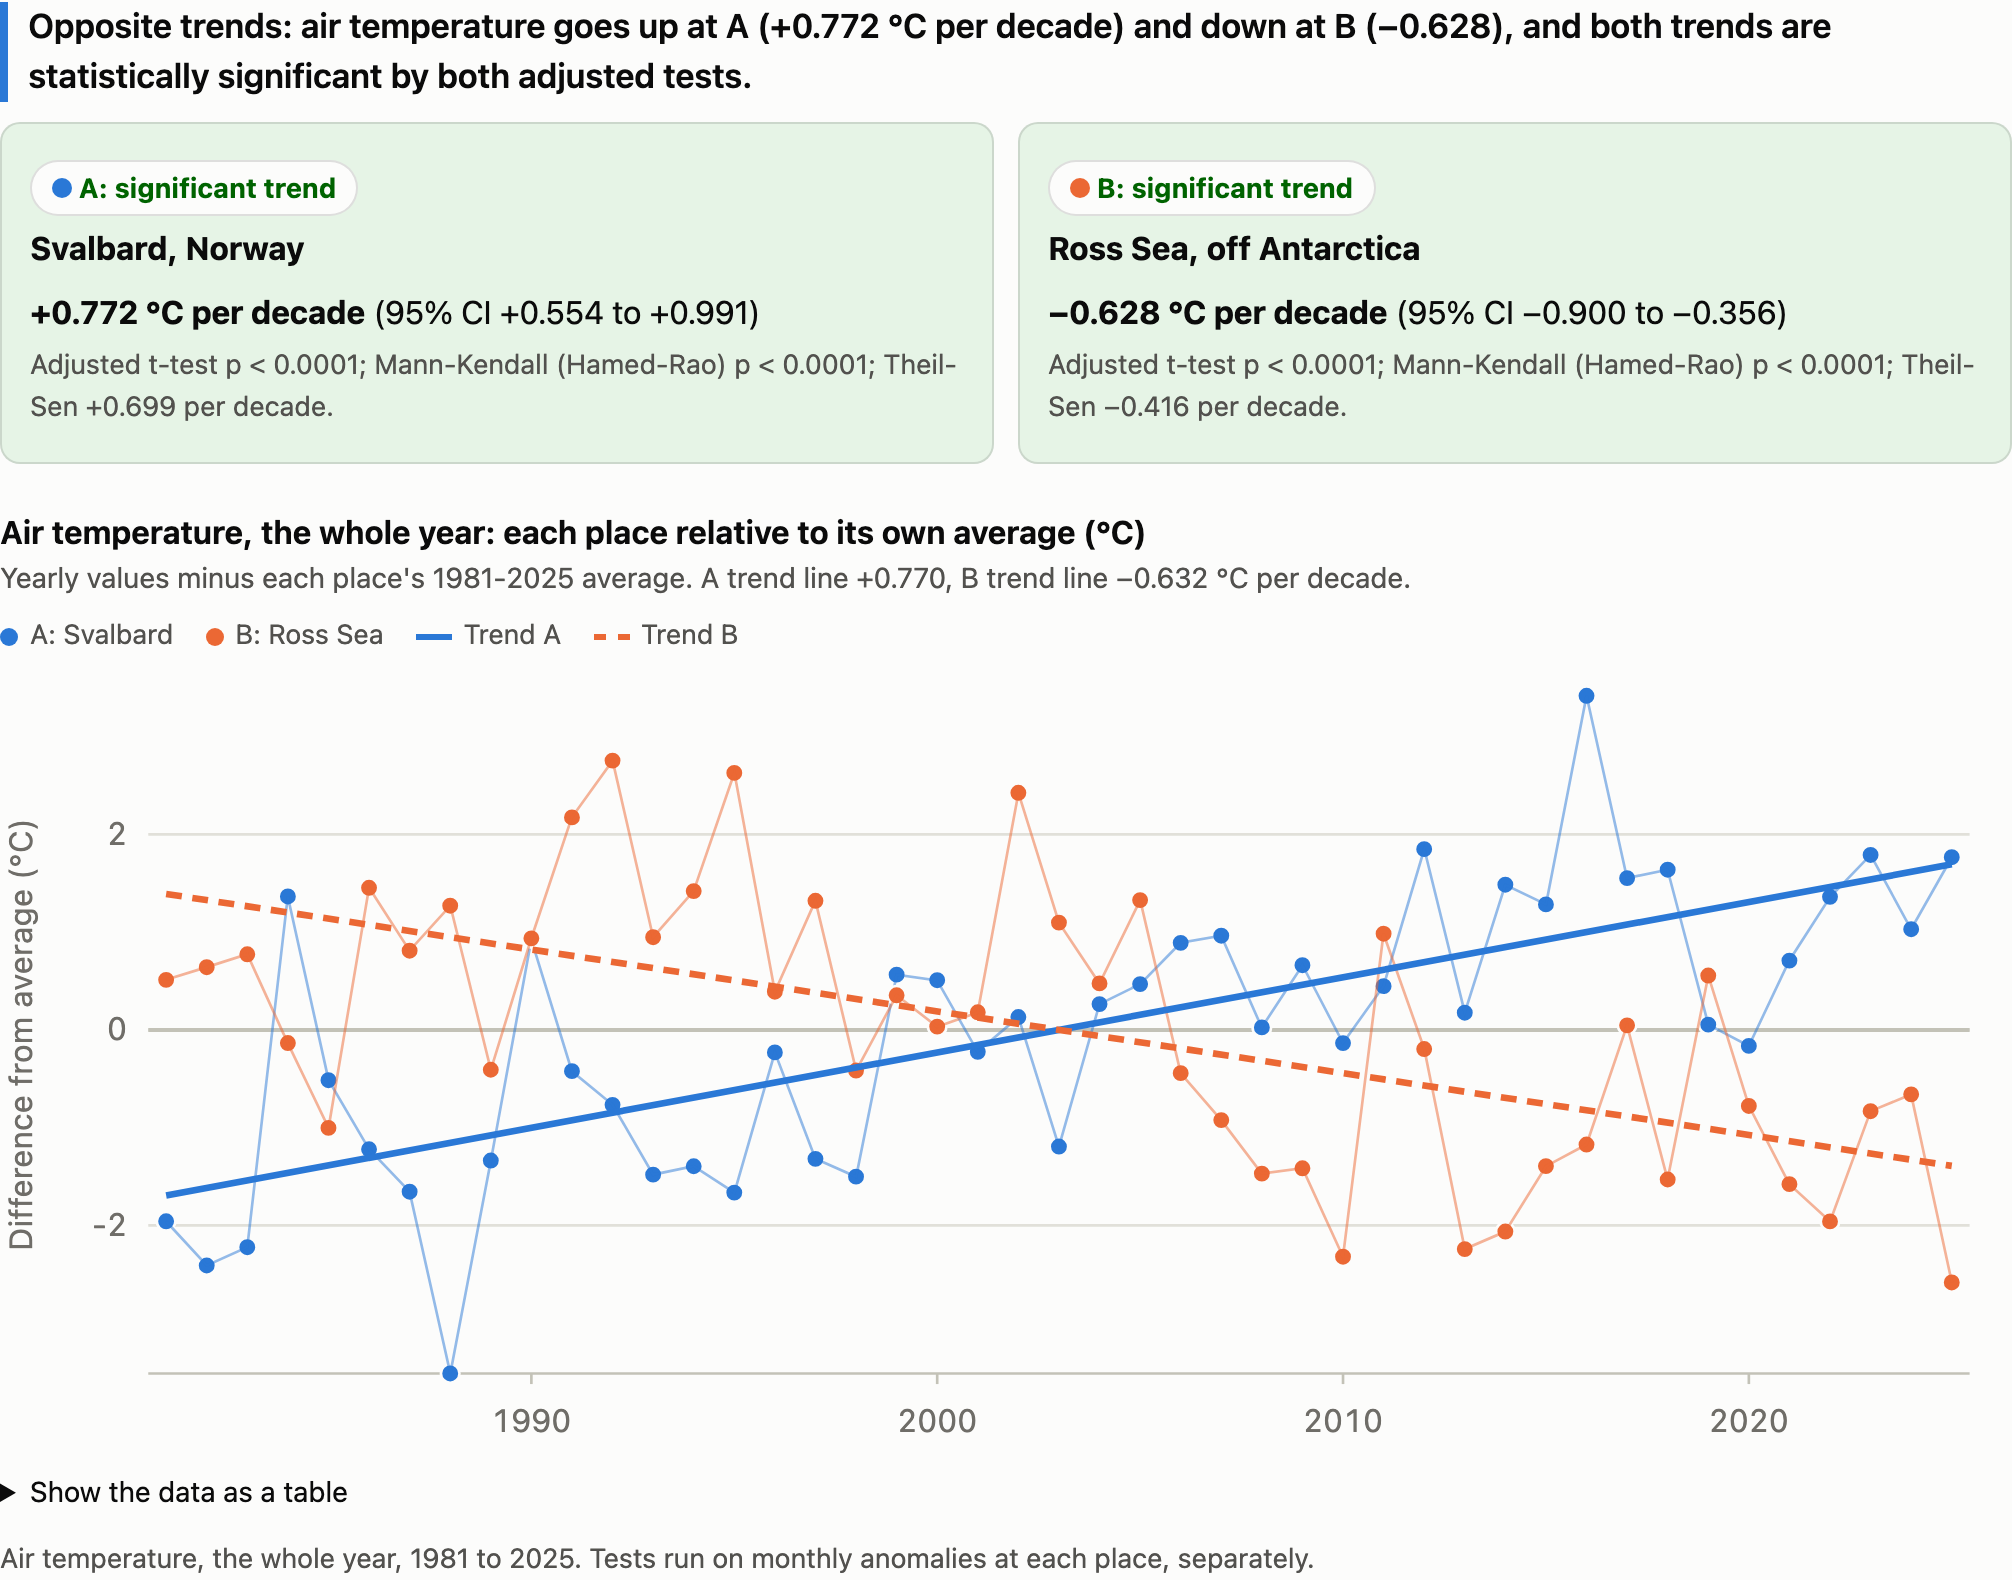 Opposite trends: air temperature goes up at A (+0.772 °C per decade) and down at B (−0.628), and both trends are
statistically significant by both adjusted tests.
A: significant trend
Svalbard, Norway
+0.772 °C per decade (95% CI +0.554 to +0.991)
Adjusted t-test p < 0.0001; Mann-Kendall (Hamed-Rao) p < 0.0001; Theil-
Sen +0.699 per decade.
B: significant trend
Ross Sea, off Antarctica
−0.628 °C per decade (95% CI −0.900 to −0.356)
Adjusted t-test p < 0.0001; Mann-Kendall (Hamed-Rao) p < 0.0001; Theil-
Sen −0.416 per decade.
Air temperature, the whole year: each place relative to its own average (°C)
Yearly values minus each place's 1981-2025 average. A trend line +0.770, B trend line −0.632 °C per decade.
A: Svalbard B: Ross Sea Trend A Trend B
Difference from average (°C)
2
0
−2
1990 2000 2010 2020
▶ Show the data as a table
Air temperature, the whole year, 1981 to 2025. Tests run on monthly anomalies at each place, separately.